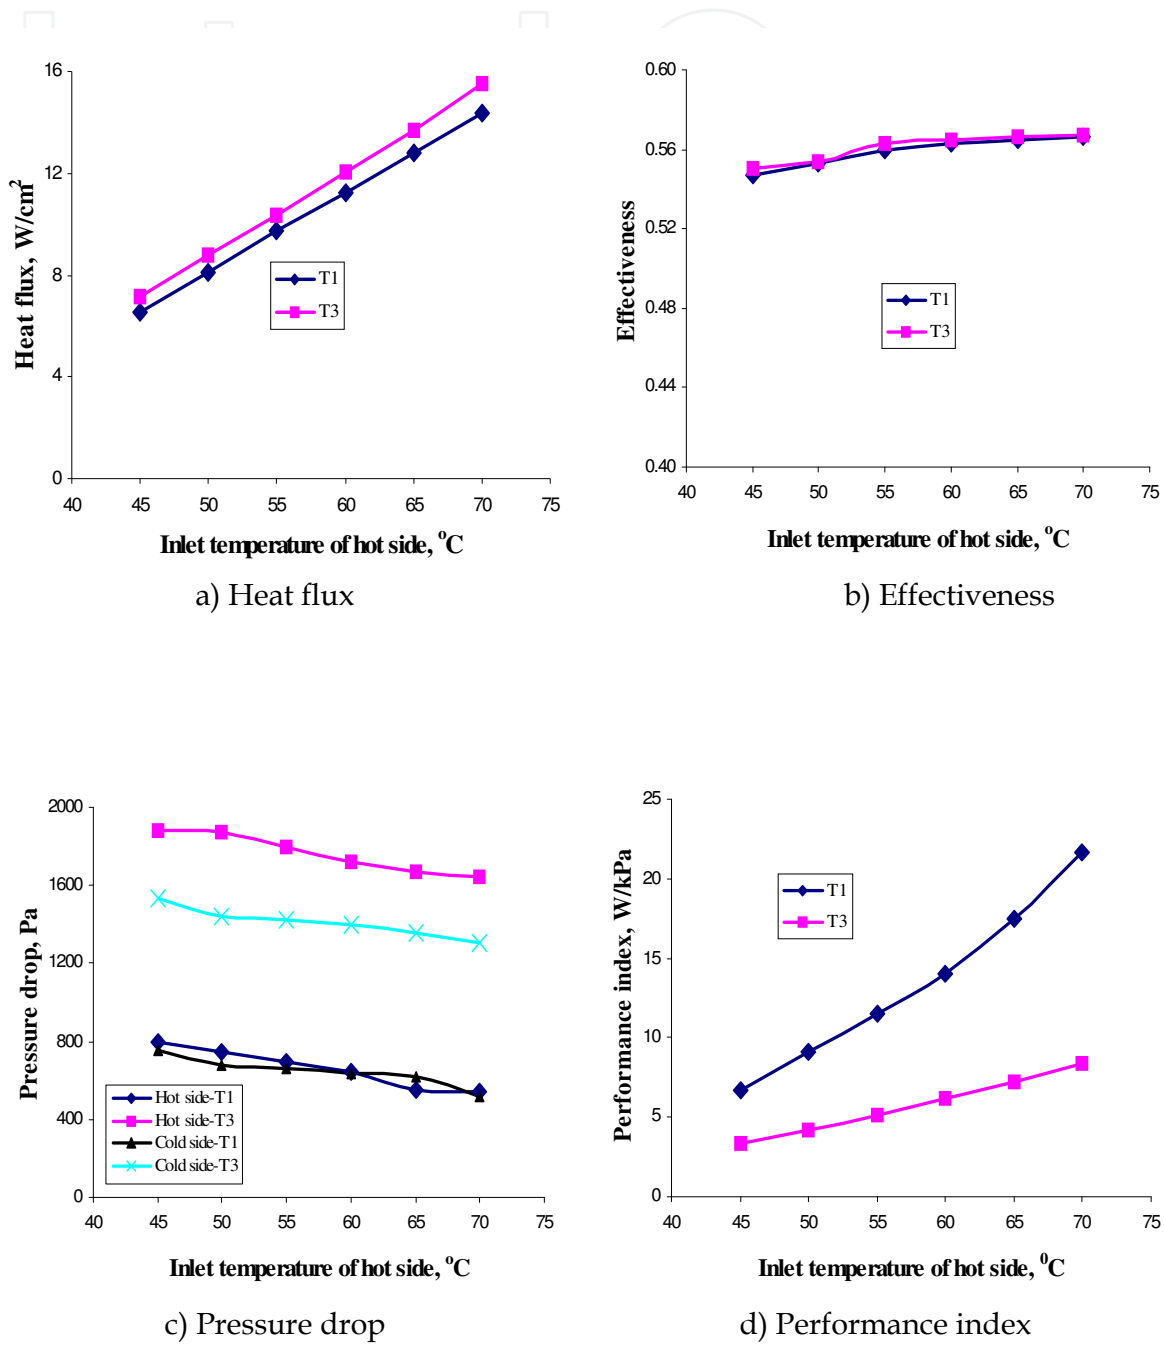 16
12
8
4
0
40 45 50 55 60 65 70 75
Heat flux, W/cm²
T1
T3
Inlet temperature of hot side, ᵒC
a) Heat flux
0.60
0.56
0.52
0.48
0.44
0.40
40 45 50 55 60 65 70 75
Effectiveness
T1
T3
Inlet temperature of hot side, ᵒC
b) Effectiveness
2000
1600
1200
800
400
0
40 45 50 55 60 65 70 75
Pressure drop, Pa
Hot side-T1
Hot side-T3
Cold side-T1
Cold side-T3
Inlet temperature of hot side, ᵒC
c) Pressure drop
25
20
15
10
5
0
40 45 50 55 60 65 70 75
Performance index, W/kPa
T1
T3
Inlet temperature of hot side, ⁰C
d) Performance index